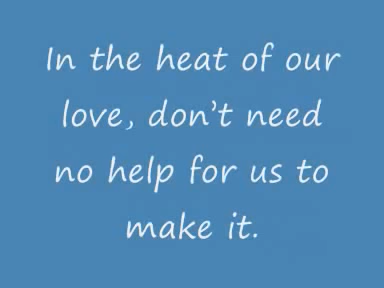 In the heat of our
love, don’t need
no help for us to
make it.